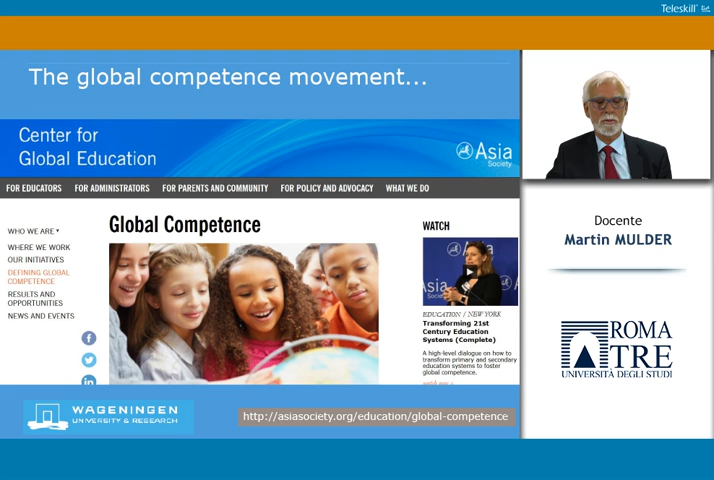 Teleskill
The global competence movement...
Center for
Global Education
Asia
Society
FOR EDUCATORS FOR ADMINISTRATORS FOR PARENTS AND COMMUNITY FOR POLICY AND ADVOCACY WHAT WE DO
WHO WE ARE
WHERE WE WORK
OUR INITIATIVES
DEFINING GLOBAL
COMPETENCE
RESULTS AND
OPPORTUNITIES
NEWS AND EVENTS
Global Competence
WATCH
Asia
EDUCATION / NEW YORK
Transforming 21st
Century Education
Systems (Complete)
A high-level dialogue on how to
transform primary and secondary
education systems to foster
global competence.
WAGENINGEN
UNIVERSITY & RESEARCH
http://asiasociety.org/education/global-competence
Docente
Martin MULDER
ROMA
TRE
UNIVERSITÀ DEGLI STUDI